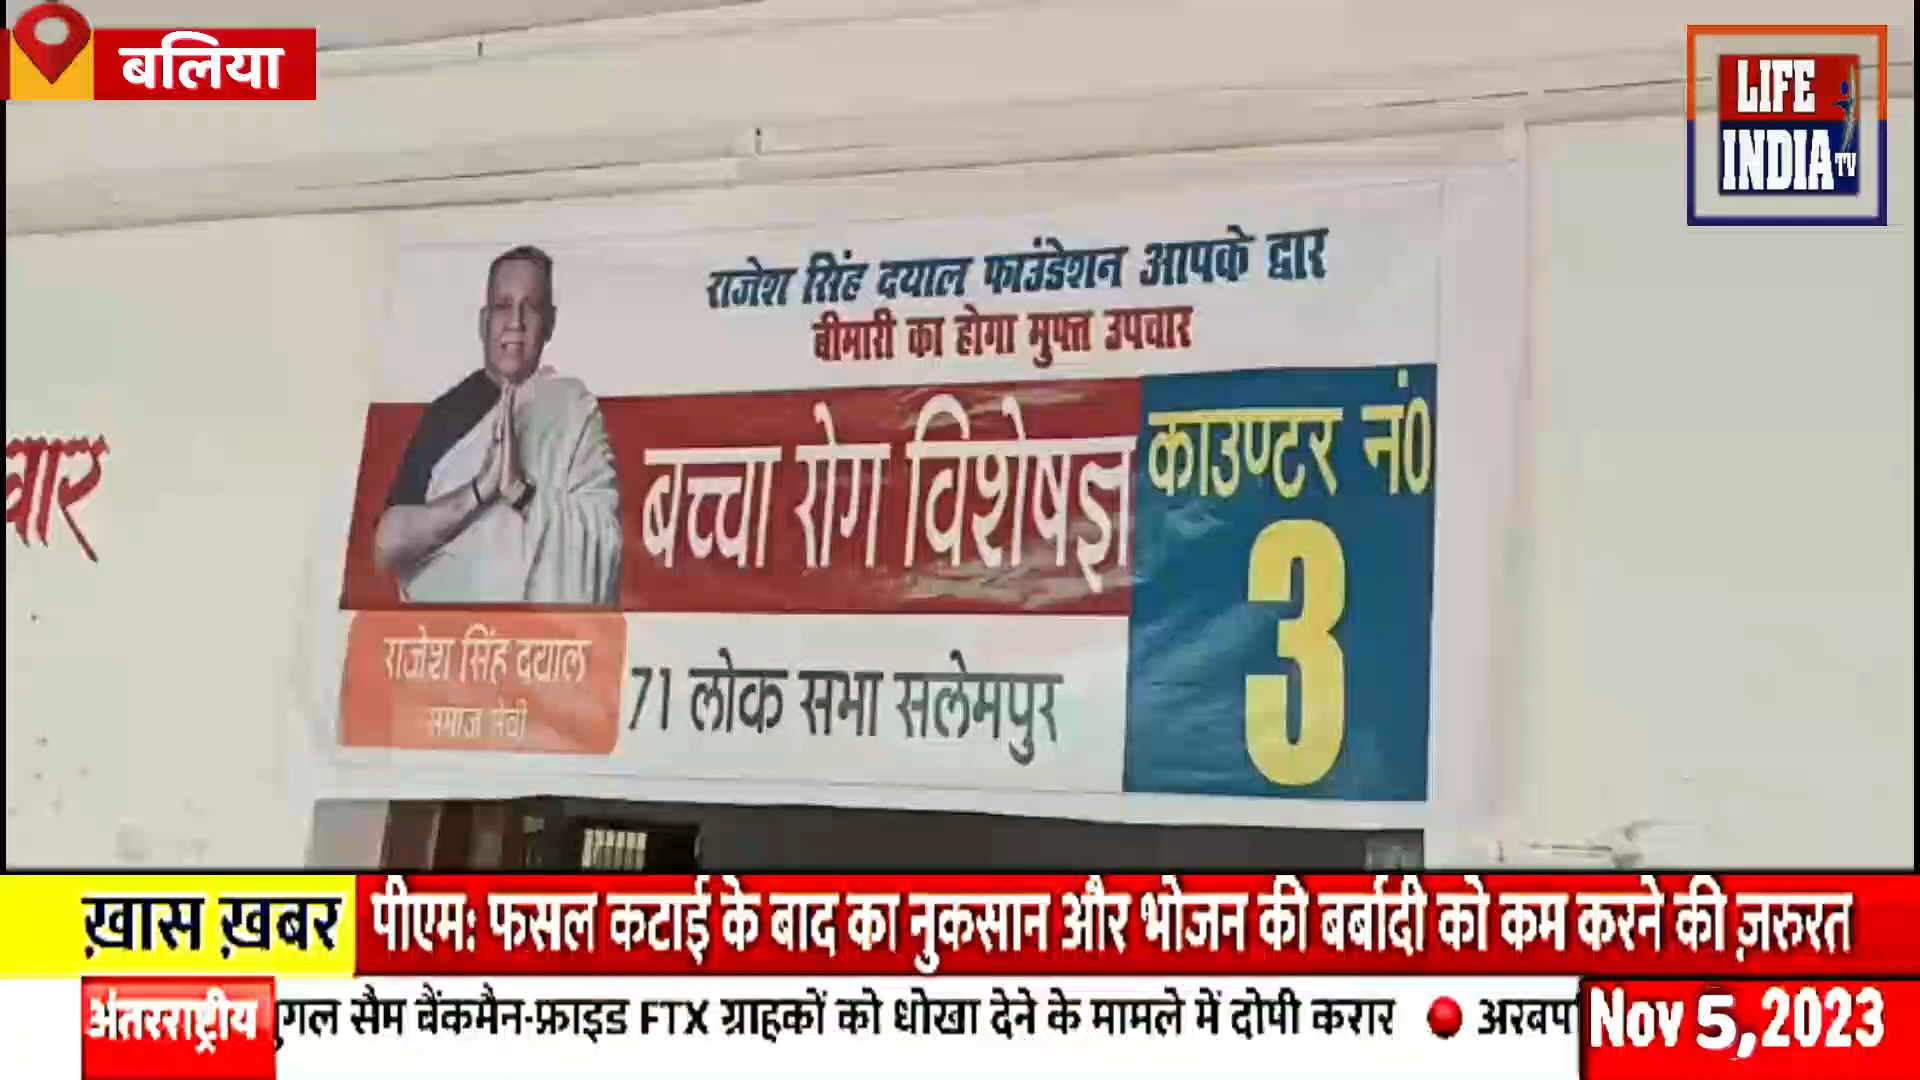 बलिया
LIFE
INDIA TV
राजेश सिंह दयाल फाउंडेशन आपके द्वार
बीमारी का होगा मुफ्त उपचार
बच्चा रोग विशेषज्ञ
काउण्टर नं0
3
वार
राजेश सिंह दयाल
समाज सेवी
71 लोक सभा सलेमपुर
ख़ास ख़बर
पीएम: फसल कटाई के बाद का नुकसान और भोजन की बर्बादी को कम करने की ज़रुरत
अंतरराष्ट्रीय
गल सैम बैंकमैन-फ्राइड FTX ग्राहकों को धोखा देने के मामले में दोषी करार
अरबप
Nov 5, 2023